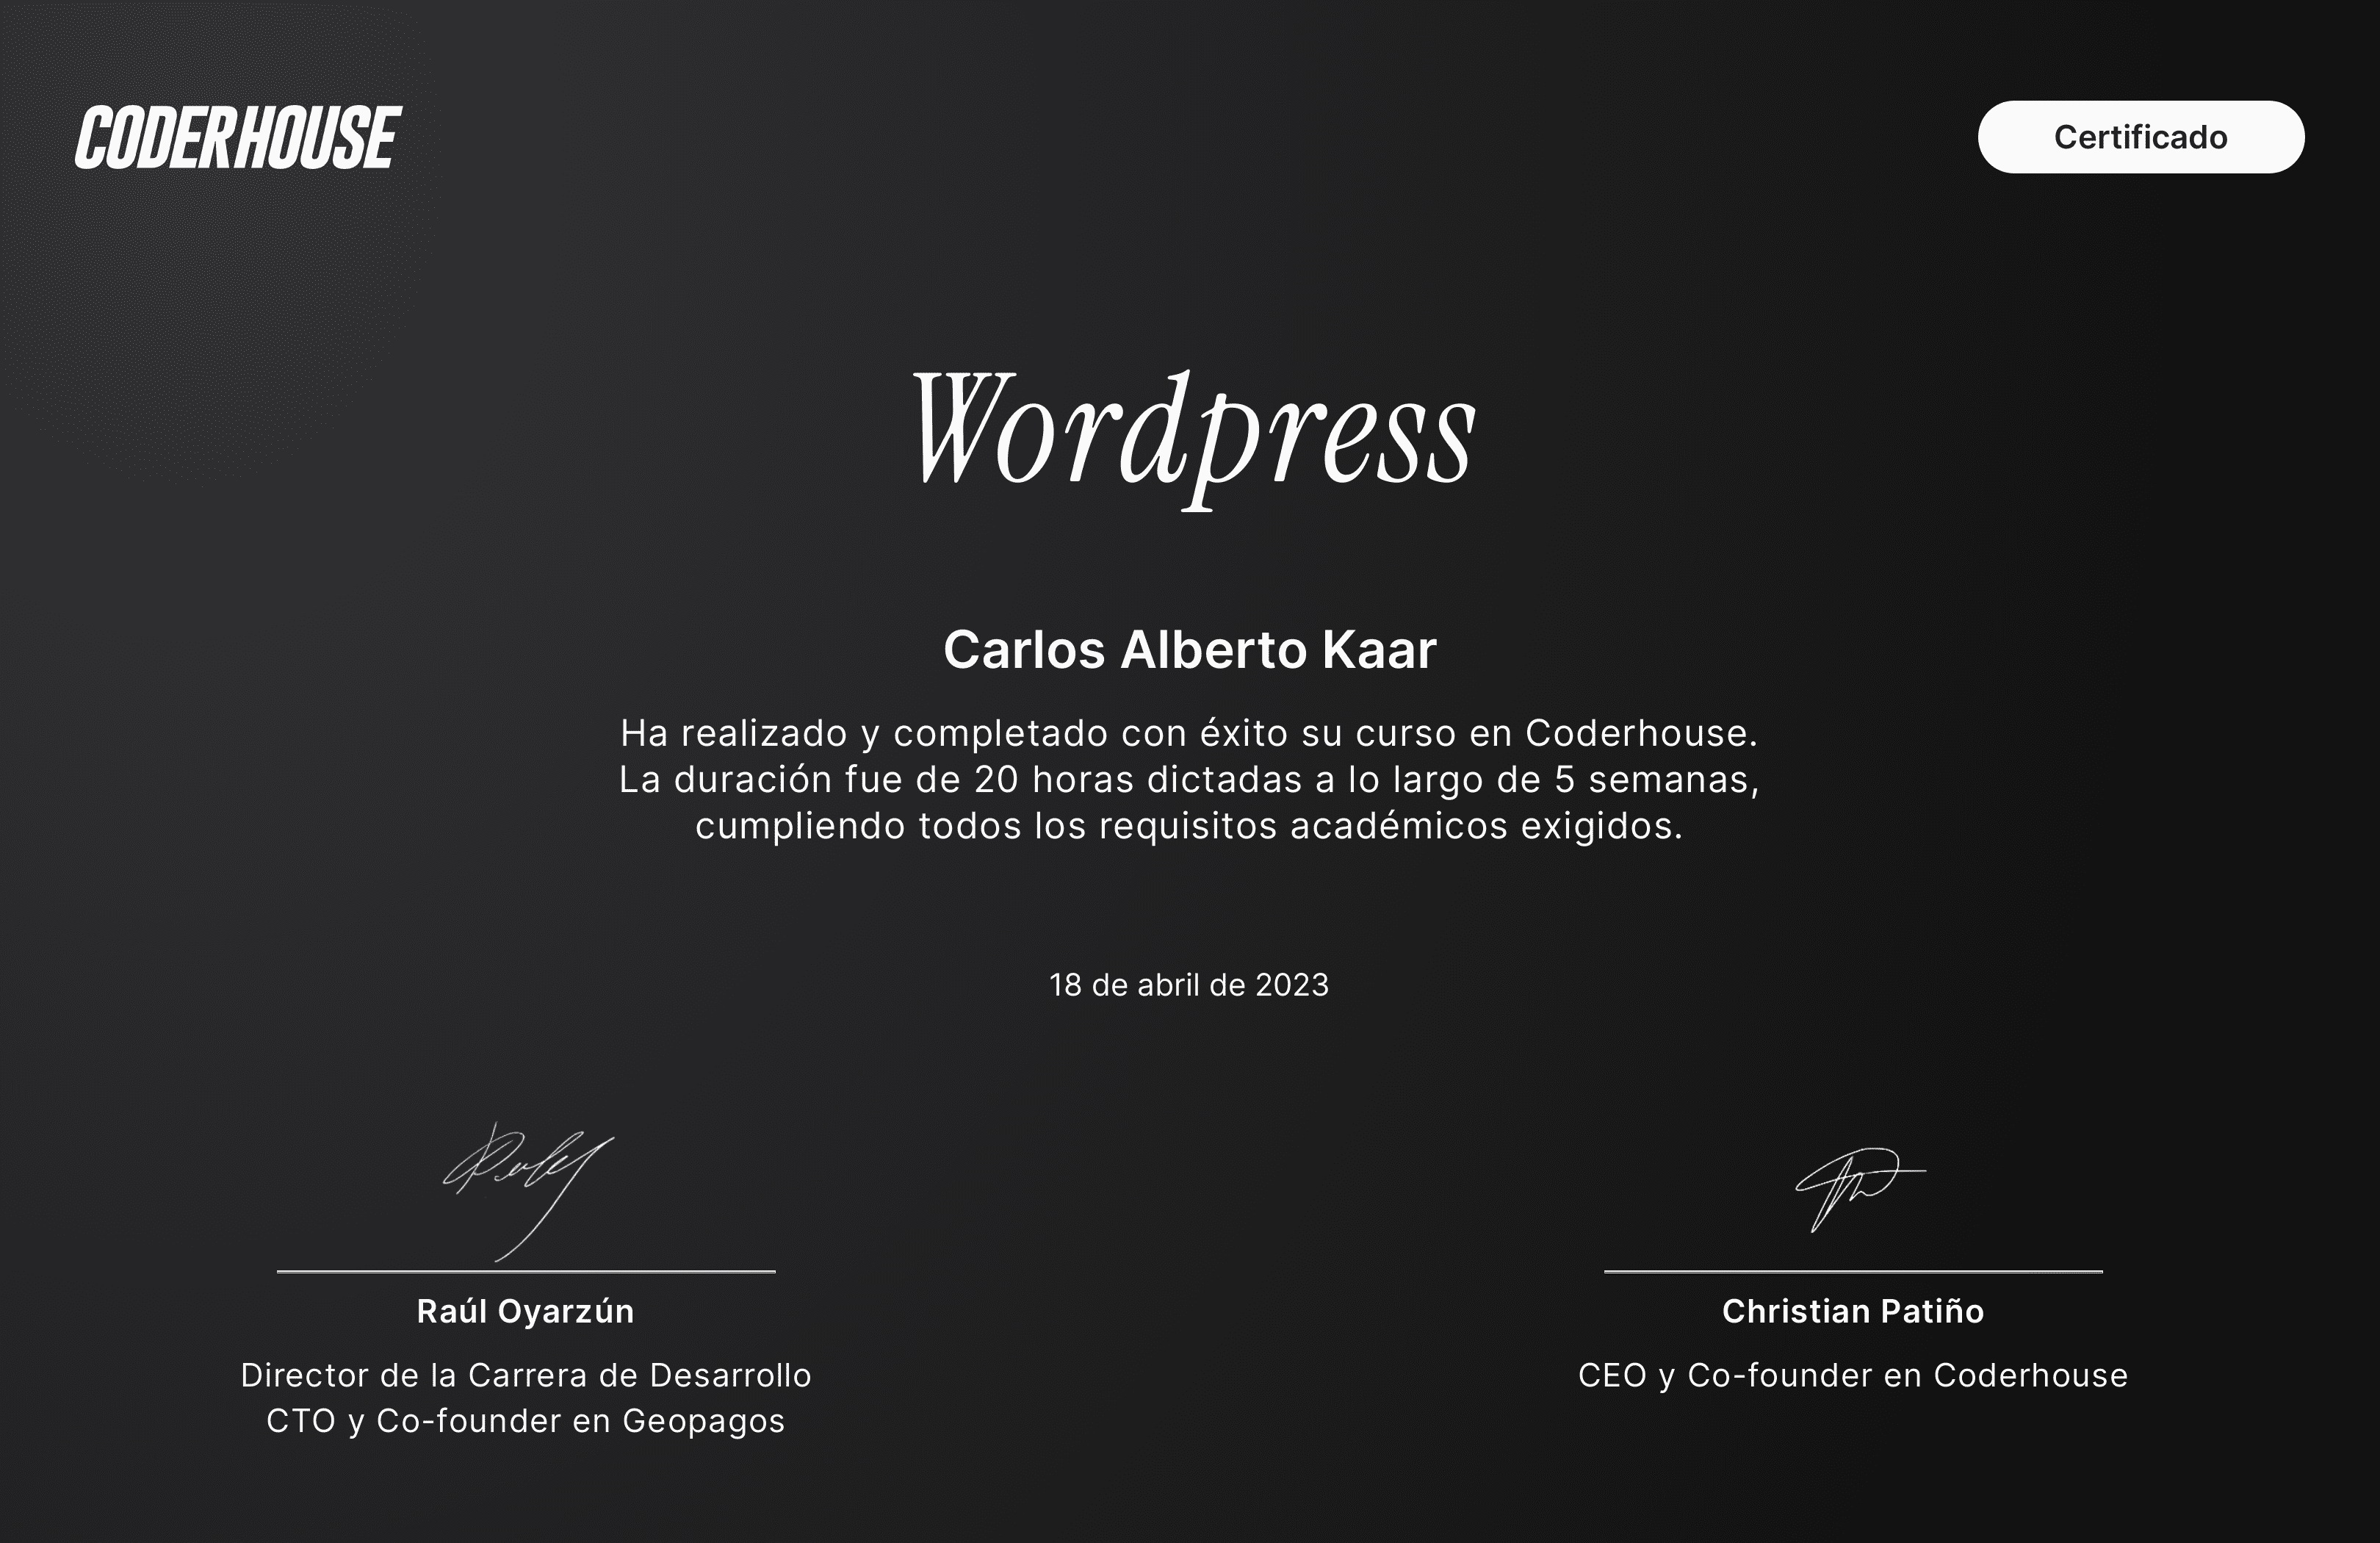 CODERHOUSE
Certificado
Wordpress
Carlos Alberto Kaar
Ha realizado y completado con éxito su curso en Coderhouse.
La duración fue de 20 horas dictadas a lo largo de 5 semanas,
cumpliendo todos los requisitos académicos exigidos.
18 de abril de 2023
Raúl Oyarzún
Director de la Carrera de Desarrollo
CTO y Co-founder en Geopagos
Christian Patiño
CEO y Co-founder en Coderhouse